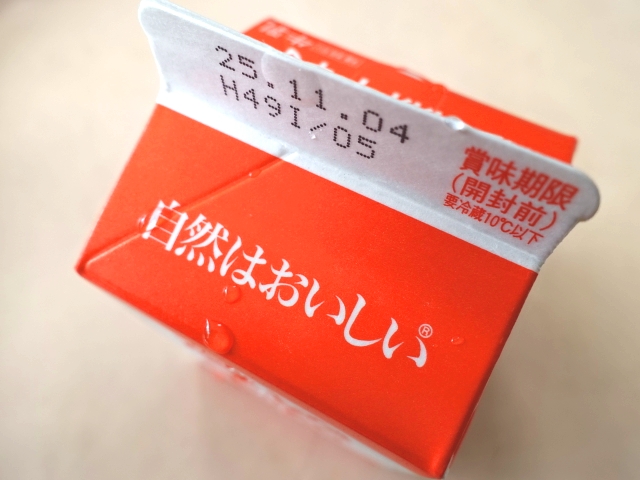 25.11.04
H49I/05
賞味期限
(開封前)
要冷蔵10℃以下
自然はおいしい®